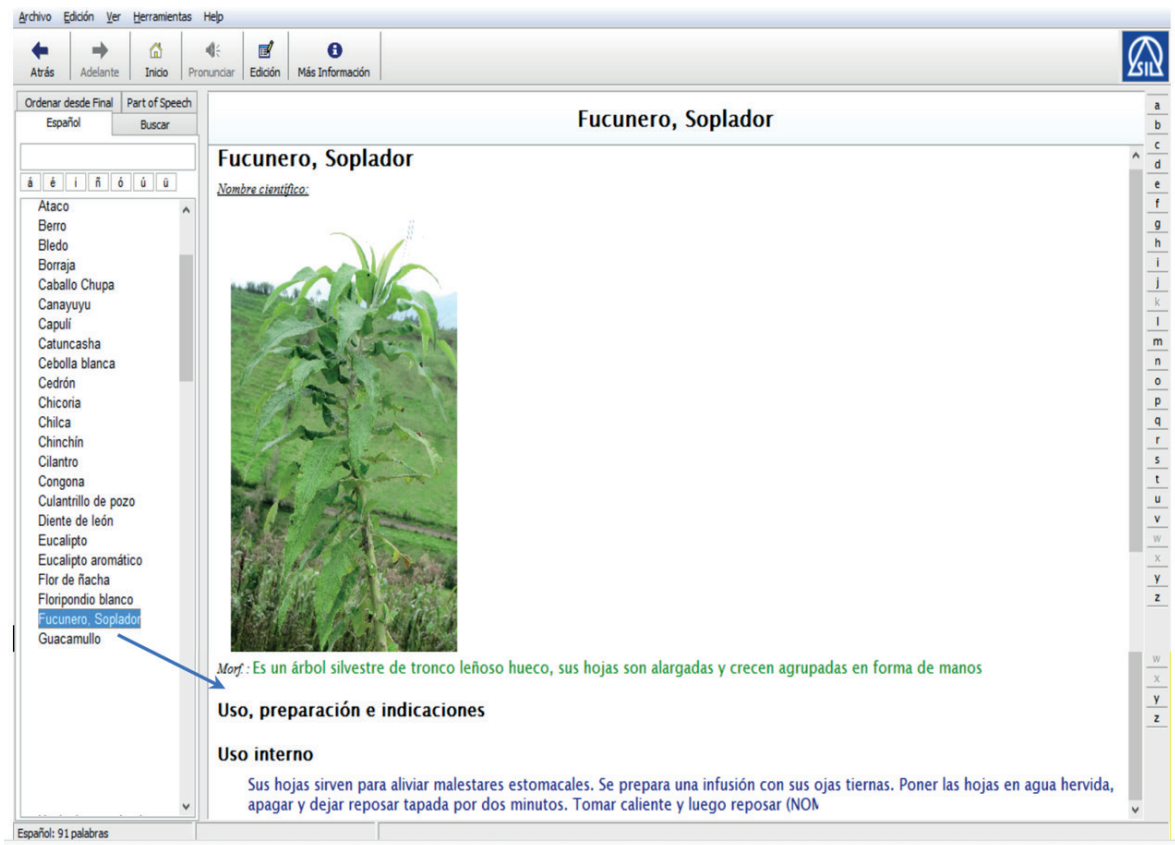 Archivo Edición Ver Herramientas Help
Atrás Adelante Inicio Pronunciar Edición Más Información
SIL
Ordenar desde Final Part of Speech
Español Buscar
á é í ñ ó ú ü
Ataco
Berro
Bledo
Borraja
Caballo Chupa
Canayuyu
Capulí
Catuncasha
Cebolla blanca
Cedrón
Chicoria
Chilca
Chinchín
Cilantro
Congona
Culantrillo de pozo
Diente de león
Eucalipto
Eucalipto aromático
Flor de ñacha
Floripondio blanco
Fucunero, Soplador
Guacamullo
Español: 91 palabras
Fucunero, Soplador
Fucunero, Soplador
Nombre científico:
Morf.: Es un árbol silvestre de tronco leñoso hueco, sus hojas son alargadas y crecen agrupadas en forma de manos
Uso, preparación e indicaciones
Uso interno
Sus hojas sirven para aliviar malestares estomacales. Se prepara una infusión con sus ojas tiernas. Poner las hojas en agua hervida,
apagar y dejar reposar tapada por dos minutos. Tomar caliente y luego reposar (NOM
a
b
c
d
e
f
g
h
i
j
k
l
m
n
o
p
q
r
s
t
u
v
w
x
y
z
w
x
y
z